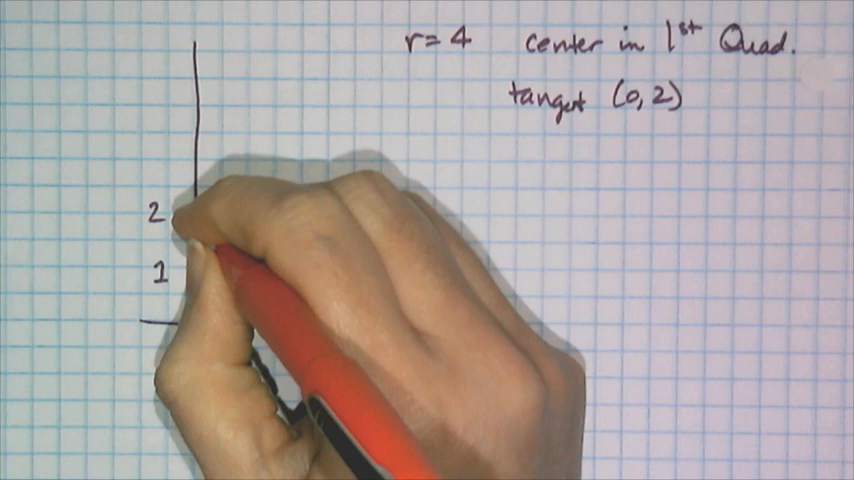 r=4 center in 1st Quad.
tangent (0,2)
2
1